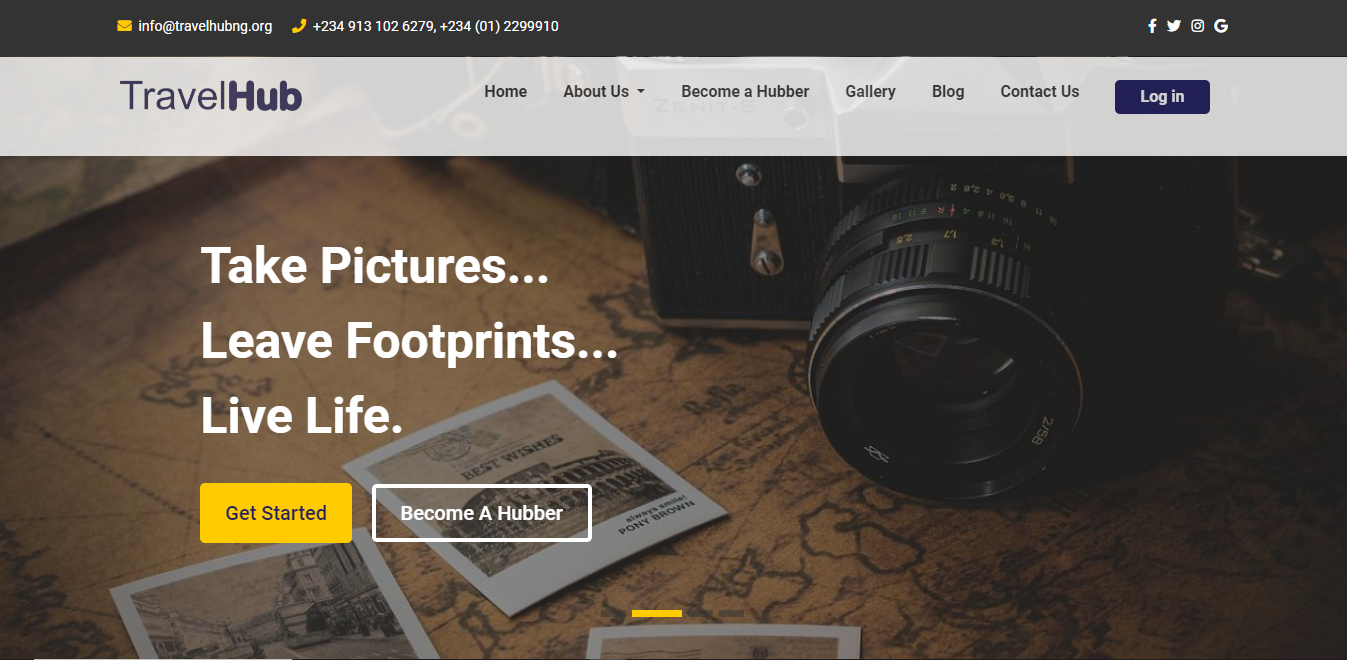 info@travelhubng.org +234 913 102 6279, +234 (01) 2299910
TravelHub
Home About Us Become a Hubber Gallery Blog Contact Us Log in
ZENIT-E
Take Pictures...
Leave Footprints...
Live Life.
BEST WISHES
always smile!
PONY BROWN
Get Started Become A Hubber
2/58